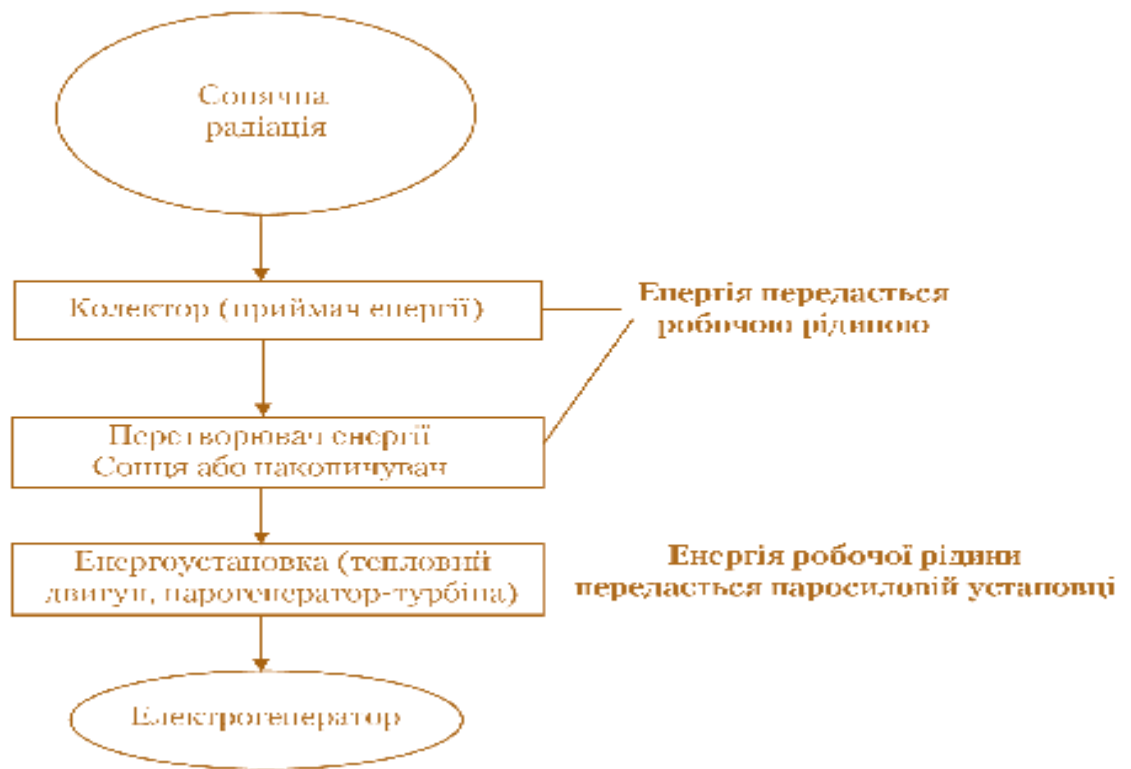 Сонячна
радіація
Колектор (приймач енергії)
Енергія передається
робочою рідиною
Перетворювач енергії
Сонця або накопичувач
Енергоустановка (тепловий
двигун, парогенератор-турбіна)
Енергія робочої рідини
передається паросиловій установці
Електрогенератор